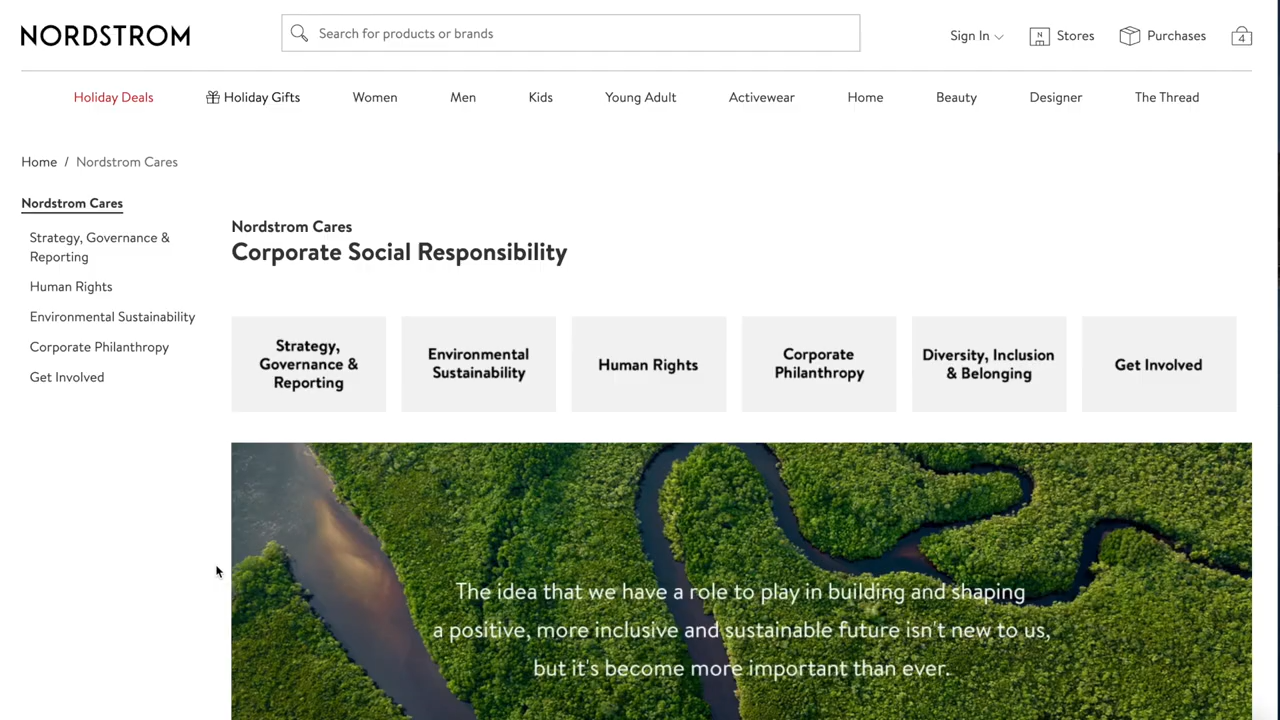 NORDSTROM
Search for products or brands
Sign In
N
Stores
Purchases
4
Holiday Deals
Holiday Gifts
Women
Men
Kids
Young Adult
Activewear
Home
Beauty
Designer
The Thread
Home / Nordstrom Cares
Nordstrom Cares
Strategy, Governance &
Reporting
Human Rights
Environmental Sustainability
Corporate Philanthropy
Get Involved
Nordstrom Cares
Corporate Social Responsibility
Strategy,
Governance &
Reporting
Environmental
Sustainability
Human Rights
Corporate
Philanthropy
Diversity, Inclusion
& Belonging
Get Involved
The idea that we have a role to play in building and shaping
a positive, more inclusive and sustainable future isn't new to us,
but it's become more important than ever.